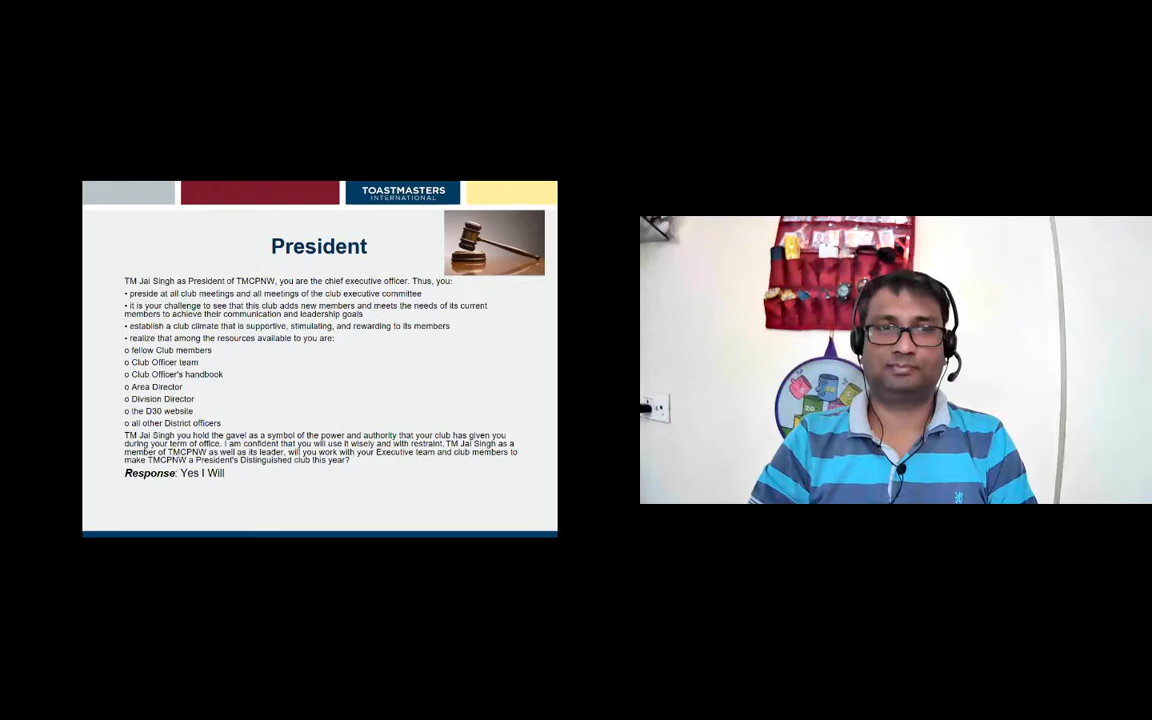 TOASTMASTERS
INTERNATIONAL
President
TM Jai Singh as President of TMCPNW, you are the chief executive officer. Thus, you:
• preside at all club meetings and all meetings of the club executive committee
• it is your challenge to see that this club adds new members and meets the needs of its current
members to achieve their communication and leadership goals
• establish a club climate that is supportive, stimulating, and rewarding to its members
• realize that among the resources available to you are:
o fellow Club members
o Club Officer team
o Club Officer's handbook
o Area Director
o Division Director
o the D30 website
o all other District officers
TM Jai Singh you hold the gavel as a symbol of the power and authority that your club has given you
during your term of office. I am confident that you will use it wisely and with restraint. TM Jai Singh as a
member of TMCPNW as well as its leader, will you work with your Executive team and club members to
make TMCPNW a President's Distinguished club this year?
Response: Yes I Will